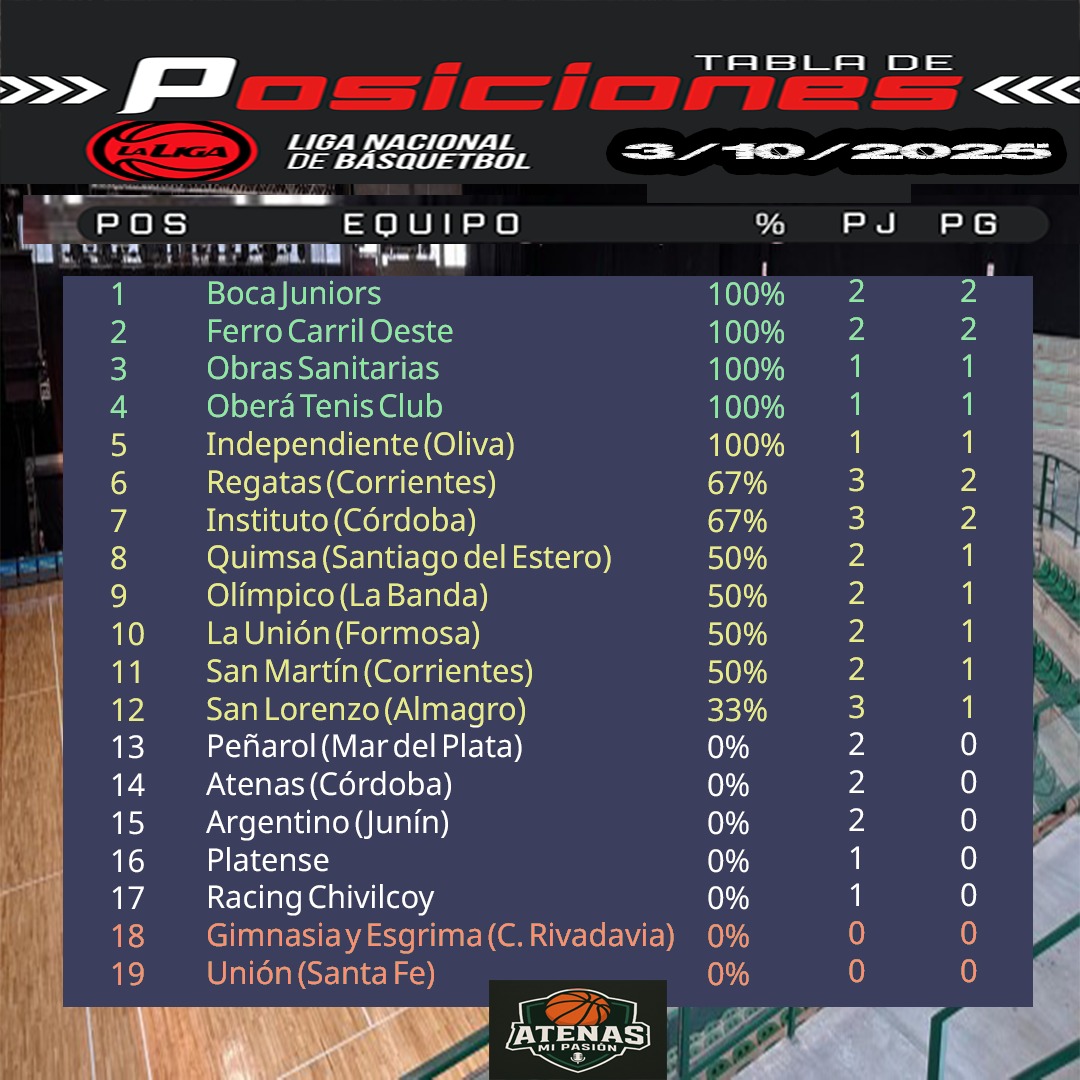 TABLA DE
Posiciones
LALIGA
LIGA NACIONAL
DE BÁSQUETBOL
3/10/2025
POS EQUIPO % PJ PG
1 Boca Juniors 100% 2 2
2 Ferro Carril Oeste 100% 2 2
3 Obras Sanitarias 100% 1 1
4 Oberá Tenis Club 100% 1 1
5 Independiente (Oliva) 100% 1 1
6 Regatas (Corrientes) 67% 3 2
7 Instituto (Córdoba) 67% 3 2
8 Quimsa (Santiago del Estero) 50% 2 1
9 Olímpico (La Banda) 50% 2 1
10 La Unión (Formosa) 50% 2 1
11 San Martín (Corrientes) 50% 2 1
12 San Lorenzo (Almagro) 33% 3 1
13 Peñarol (Mar del Plata) 0% 2 0
14 Atenas (Córdoba) 0% 2 0
15 Argentino (Junín) 0% 2 0
16 Platense 0% 1 0
17 Racing Chivilcoy 0% 1 0
18 Gimnasia y Esgrima (C. Rivadavia) 0% 0 0
19 Unión (Santa Fe) 0% 0 0
ATENAS
MI PASIÓN